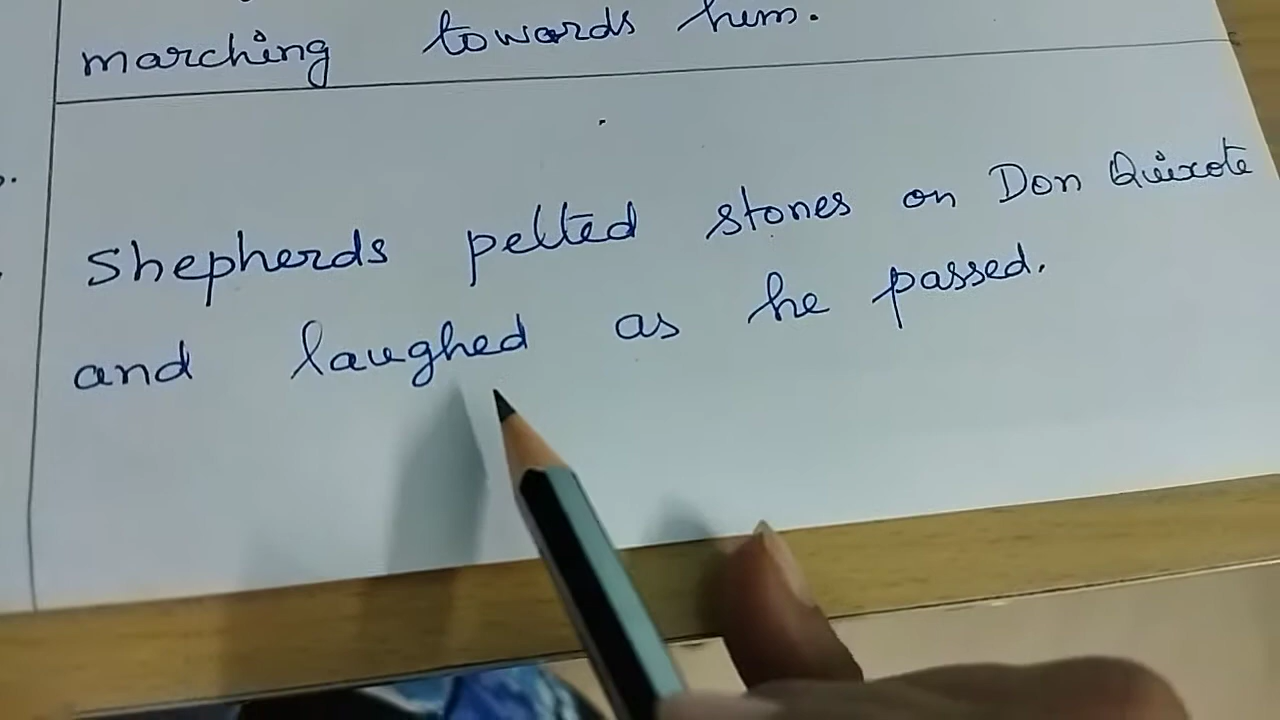 marching towards him.
Shepherds pelted stones on Don Quixote
and laughed as he passed.